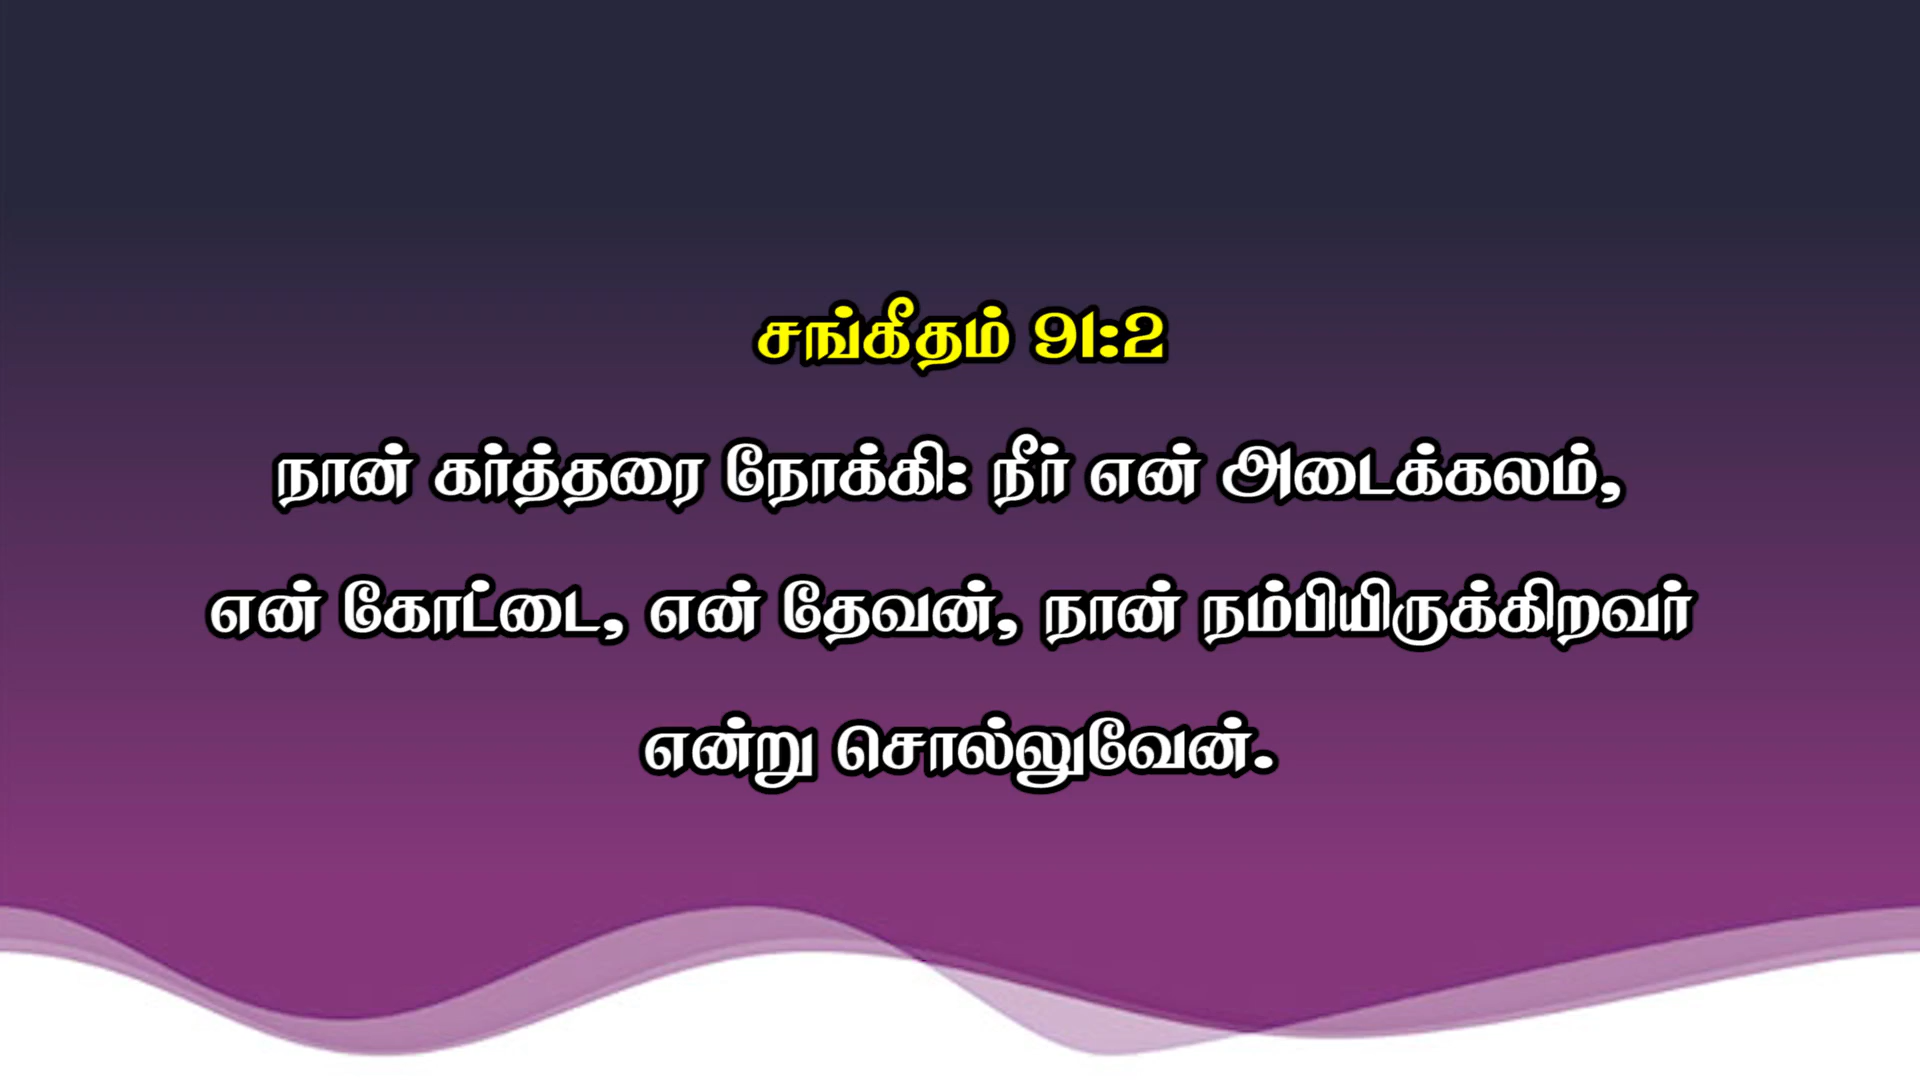 சங்கீதம் 91:2
நான் கர்த்தரை நோக்கி: நீர் என் அடைக்கலம்,
என் கோட்டை, என் தேவன், நான் நம்பியிருக்கிறவர்
என்று சொல்லுவேன்.